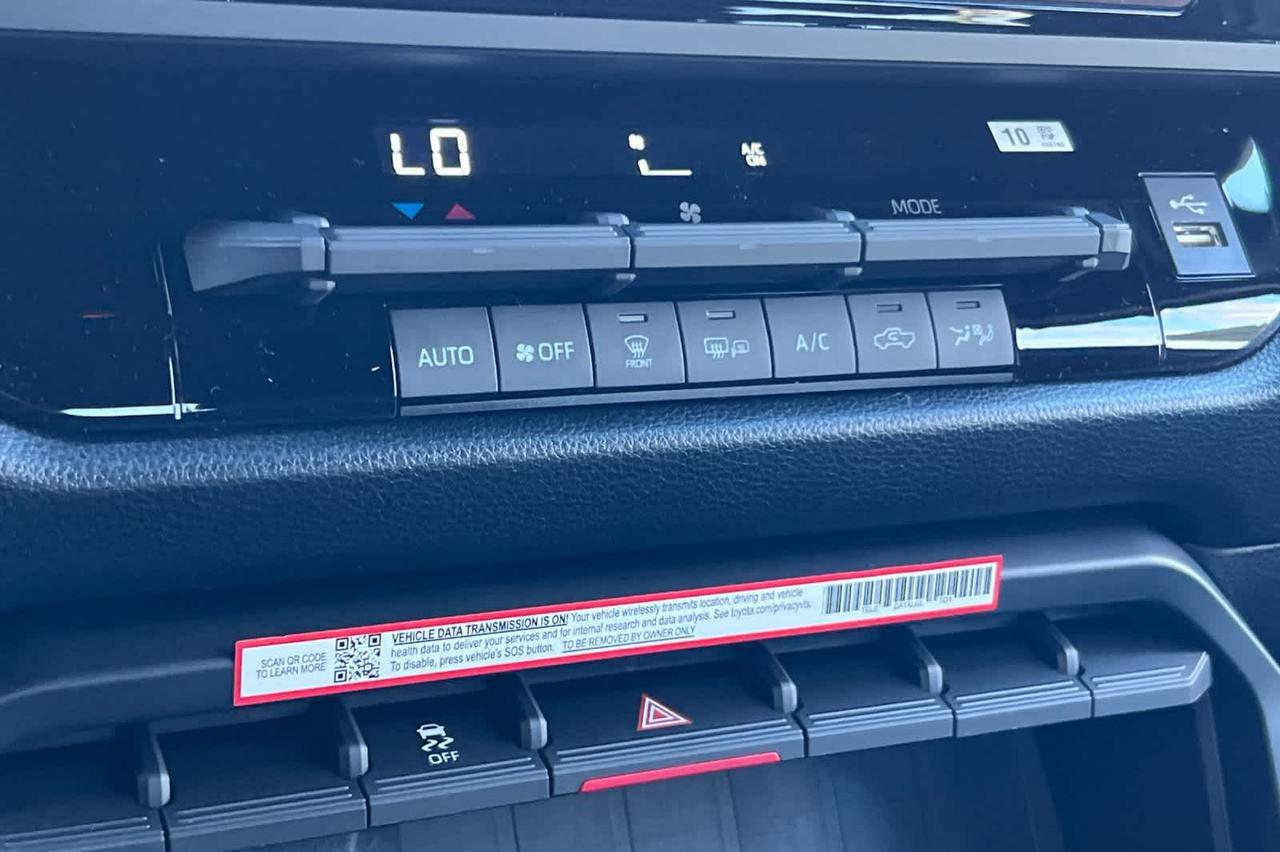 LO
A/C
ON
10
MODE
AUTO
OFF
FRONT
A/C
SCAN QR CODE
TO LEARN MORE
VEHICLE DATA TRANSMISSION IS ON! Your vehicle wirelessly transmits location, driving and vehicle
health data to deliver your services and for internal research and data analysis. See toyota.com/privacyvts.
To disable, press vehicle's SOS button. TO BE REMOVED BY OWNER ONLY
OFF